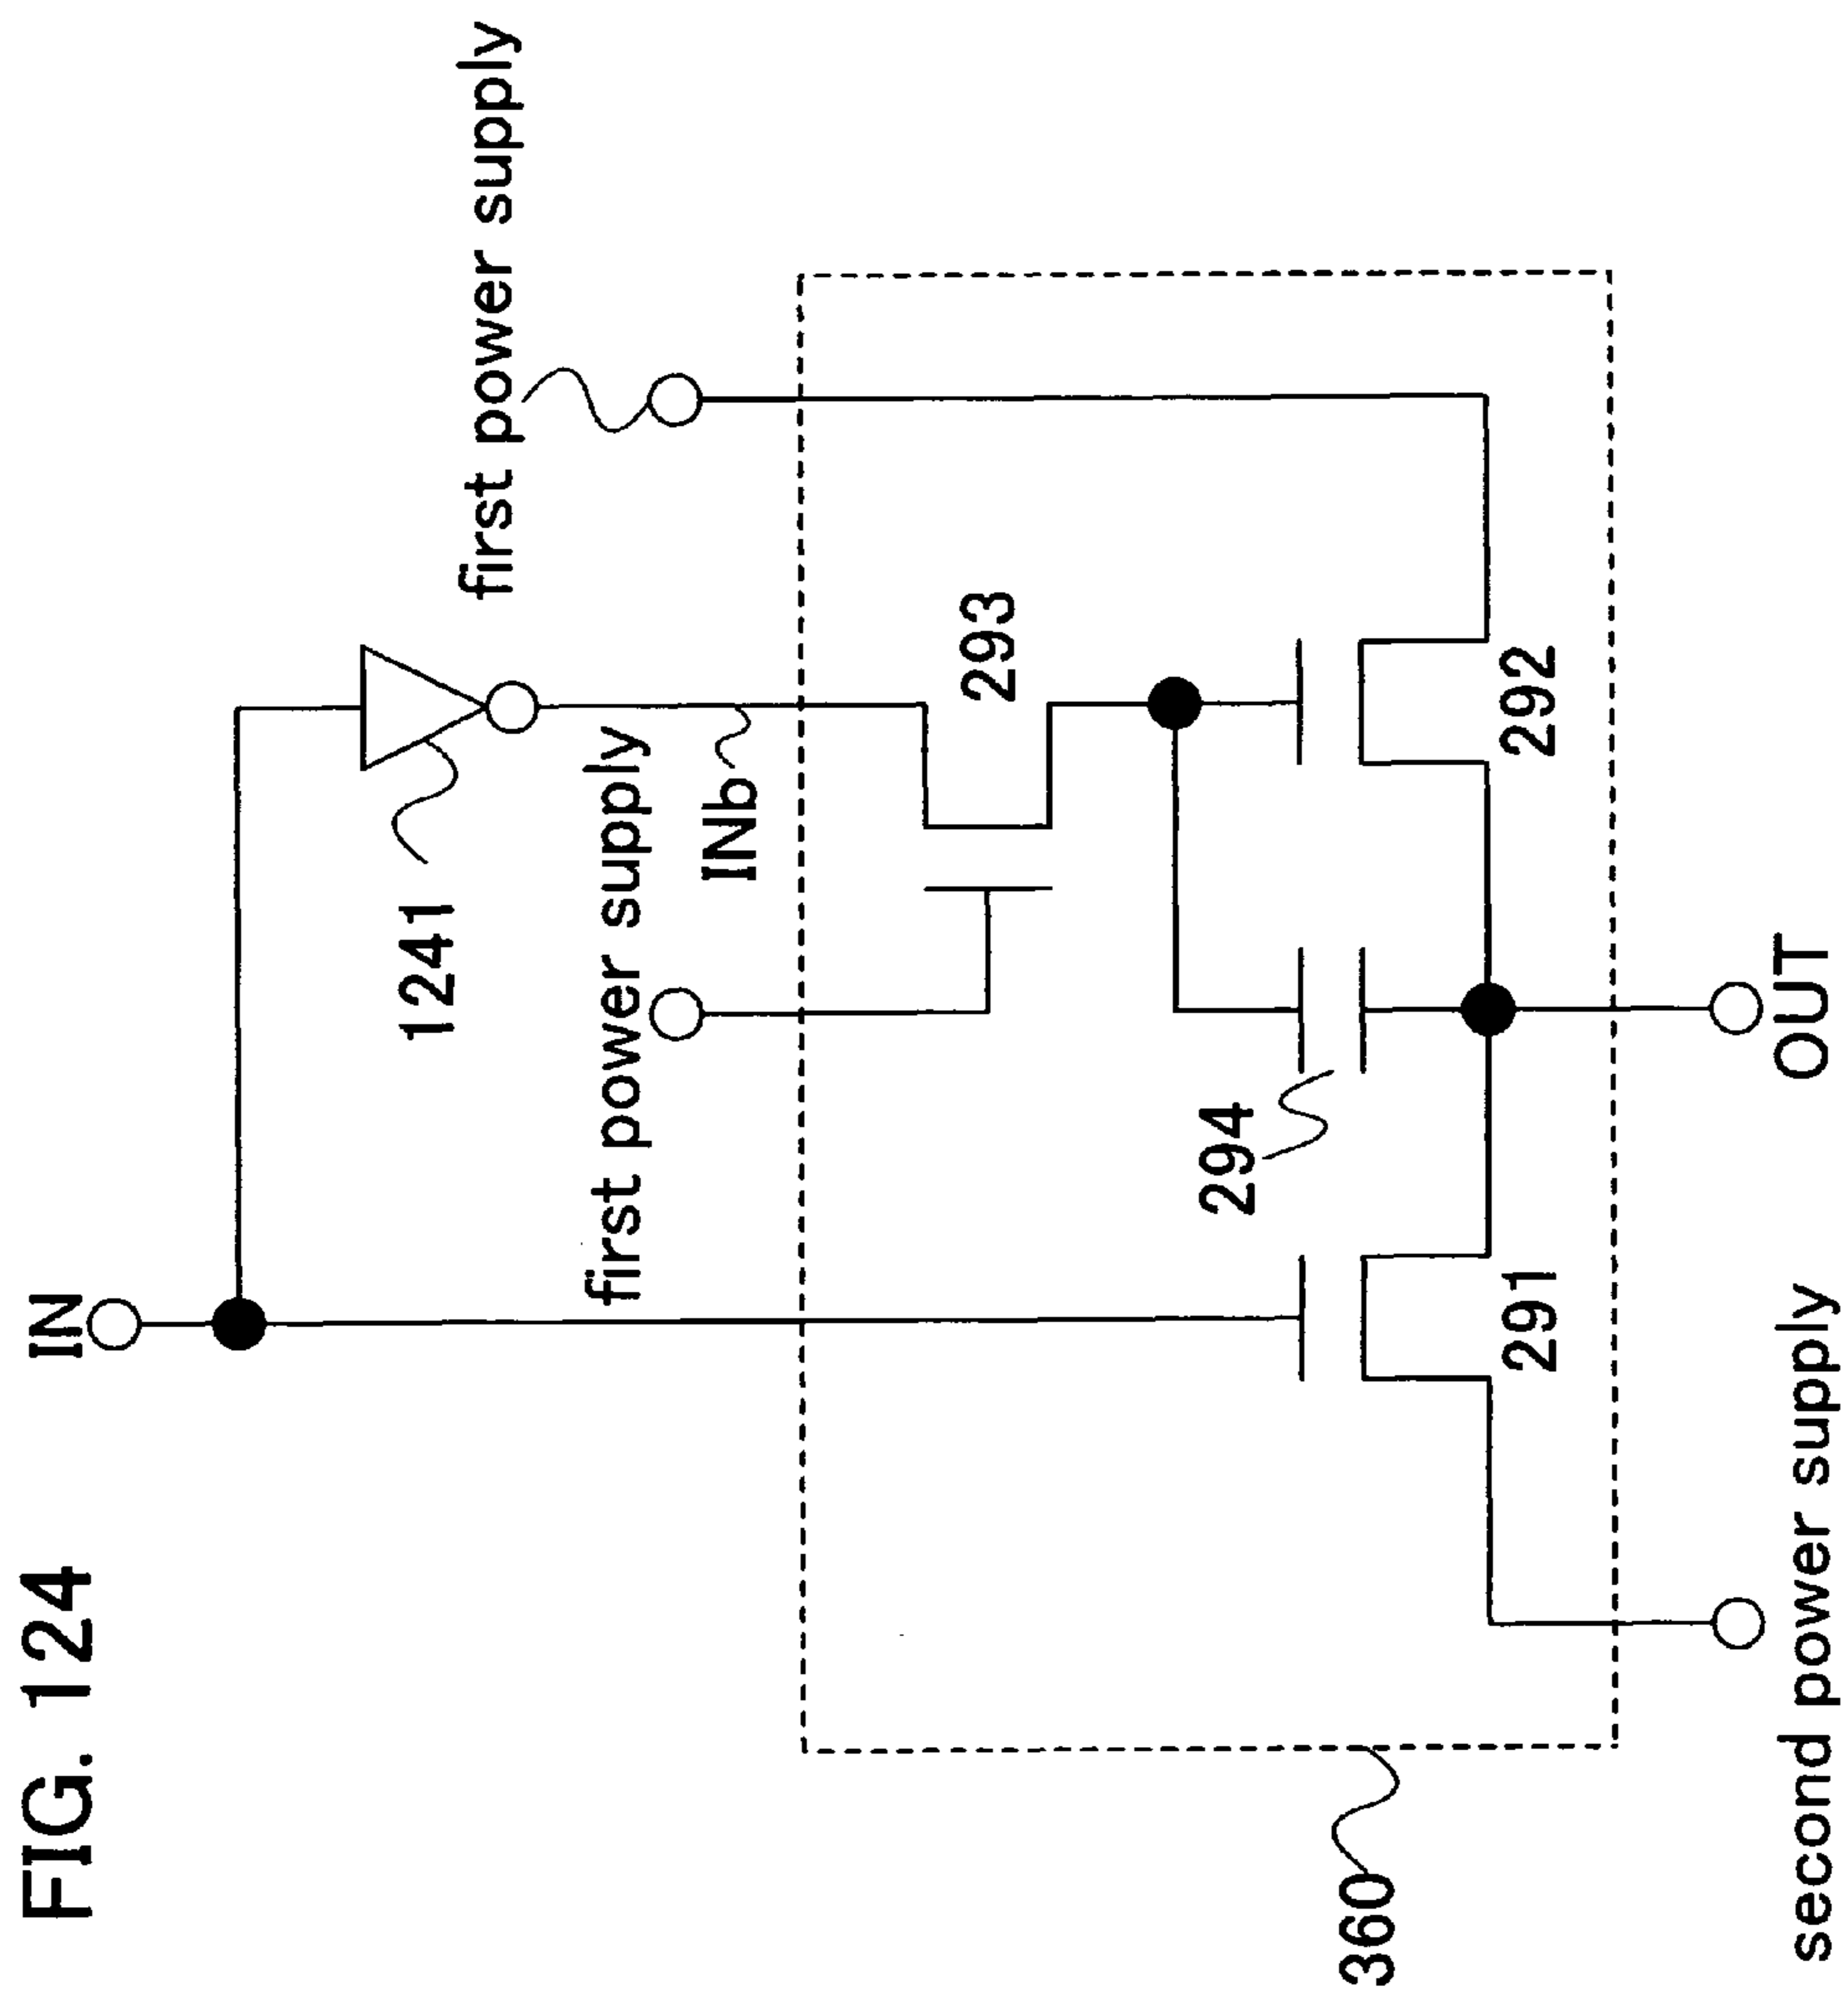 FIG. 124
IN
1241
first power supply
first power supply
INb
293
294
292
291
360
OUT
second power supply